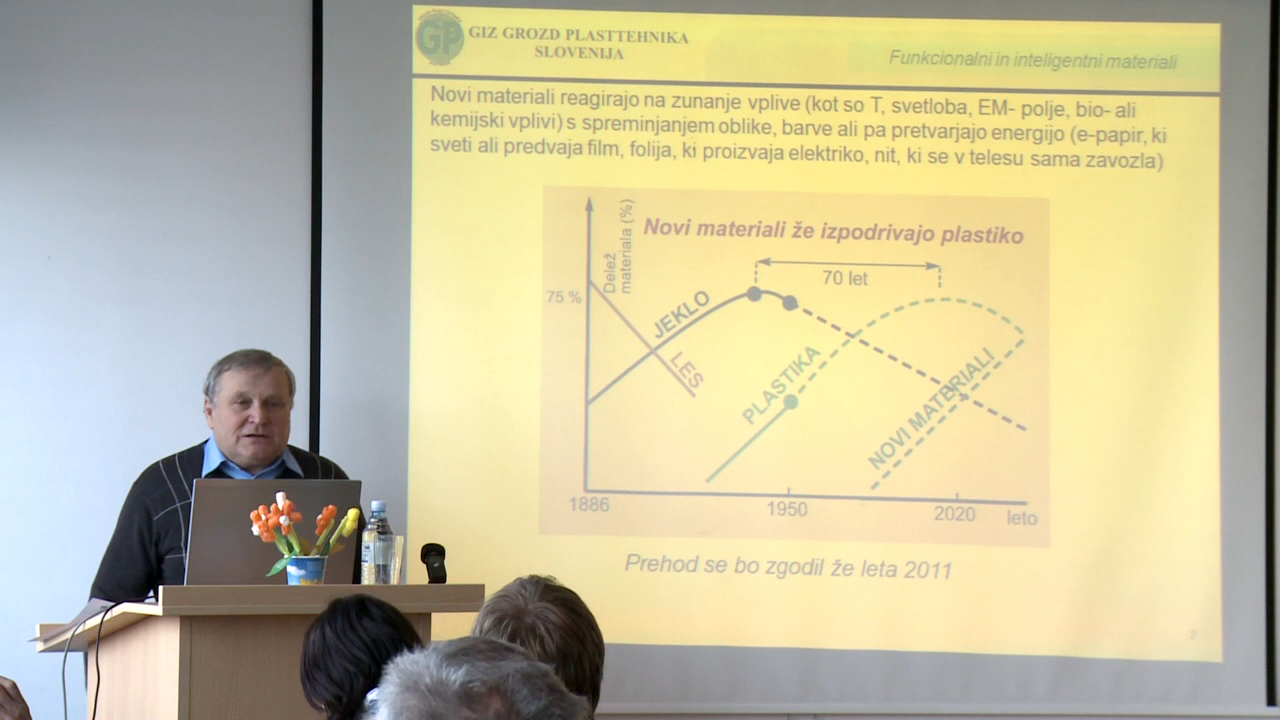 GP
GIZ GROZD PLASTTEHNIKA
SLOVENIJA
Funkcionalni in inteligentni materiali
Novi materiali reagirajo na zunanje vplive (kot so T, svetloba, EM- polje, bio- ali
kemijski vplivi) s spreminjanjem oblike, barve ali pa pretvarjajo energijo (e-papir, ki
sveti ali predvaja film, folija, ki proizvaja elektriko, nit, ki se v telesu sama zavozla)
Delež
materiala (%)
Novi materiali že izpodrivajo plastiko
70 let
75 %
JEKLO
LES
PLASTIKA
NOVI MATERIALI
1886
1950
2020
leto
Prehod se bo zgodil že leta 2011